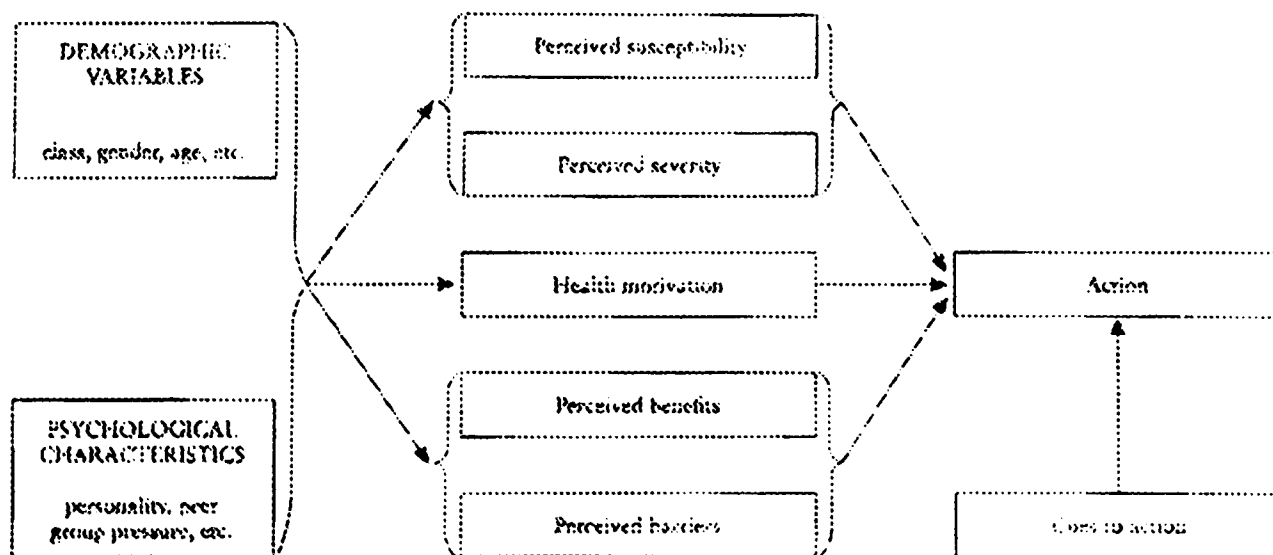 DEMOGRAPHIC
VARIABLES
class, gender, age, etc.
PSYCHOLOGICAL
CHARACTERISTICS
personality, peer
group pressure, etc.
Perceived susceptibility
Perceived severity
Health motivation
Perceived benefits
Perceived barriers
Action
to action